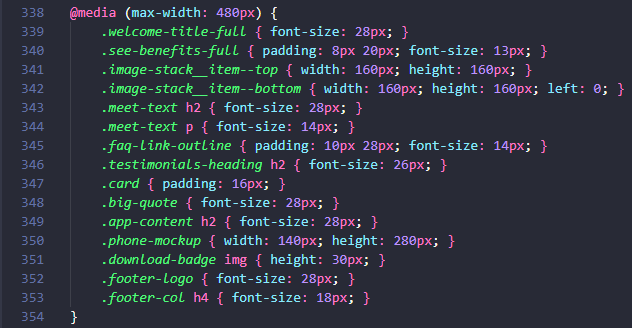 338 @media (max-width: 480px) {
339 .welcome-title-full { font-size: 28px; }
340 .see-benefits-full { padding: 8px 20px; font-size: 13px; }
341 .image-stack__item--top { width: 160px; height: 160px; }
342 .image-stack__item--bottom { width: 160px; height: 160px; left: 0; }
343 .meet-text h2 { font-size: 28px; }
344 .meet-text p { font-size: 14px; }
345 .faq-link-outline { padding: 10px 28px; font-size: 14px; }
346 .testimonials-heading h2 { font-size: 26px; }
347 .card { padding: 16px; }
348 .big-quote { font-size: 28px; }
349 .app-content h2 { font-size: 28px; }
350 .phone-mockup { width: 140px; height: 280px; }
351 .download-badge img { height: 30px; }
352 .footer-logo { font-size: 28px; }
353 .footer-col h4 { font-size: 18px; }
354 }